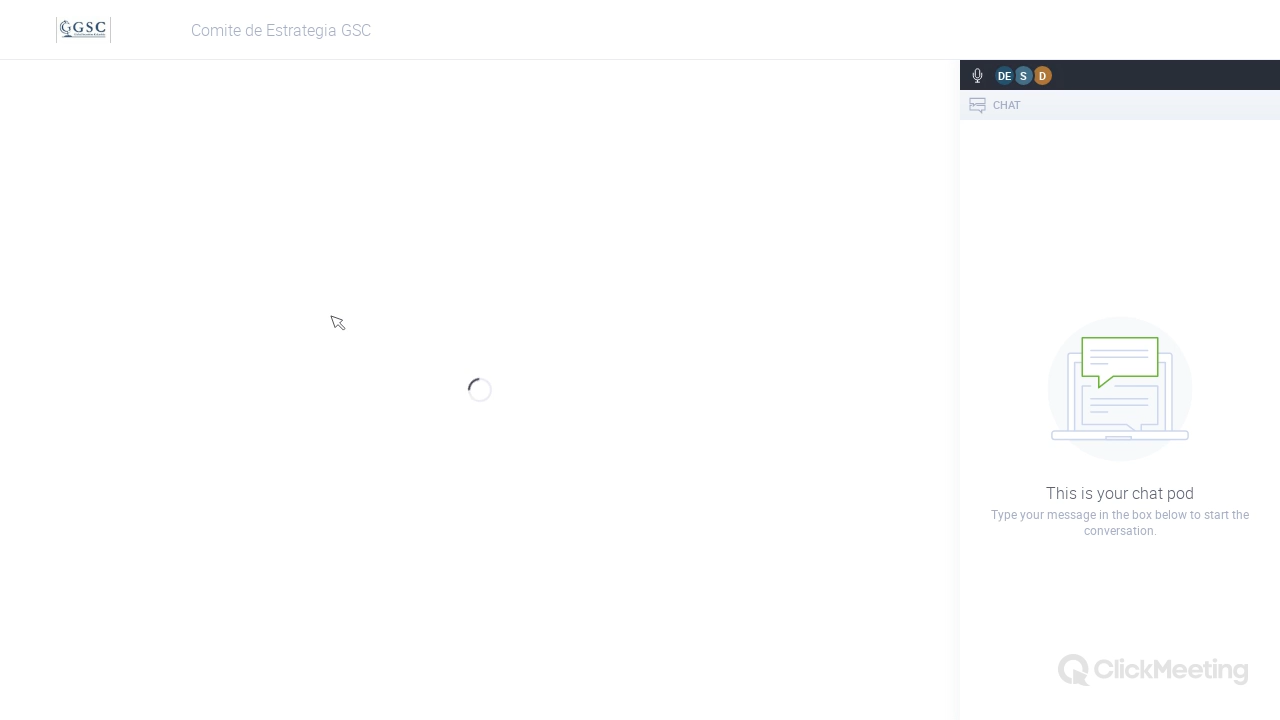 GGSC
Comite de Estrategia GSC
DE S D
CHAT
This is your chat pod
Type your message in the box below to start the
conversation.
ClickMeeting